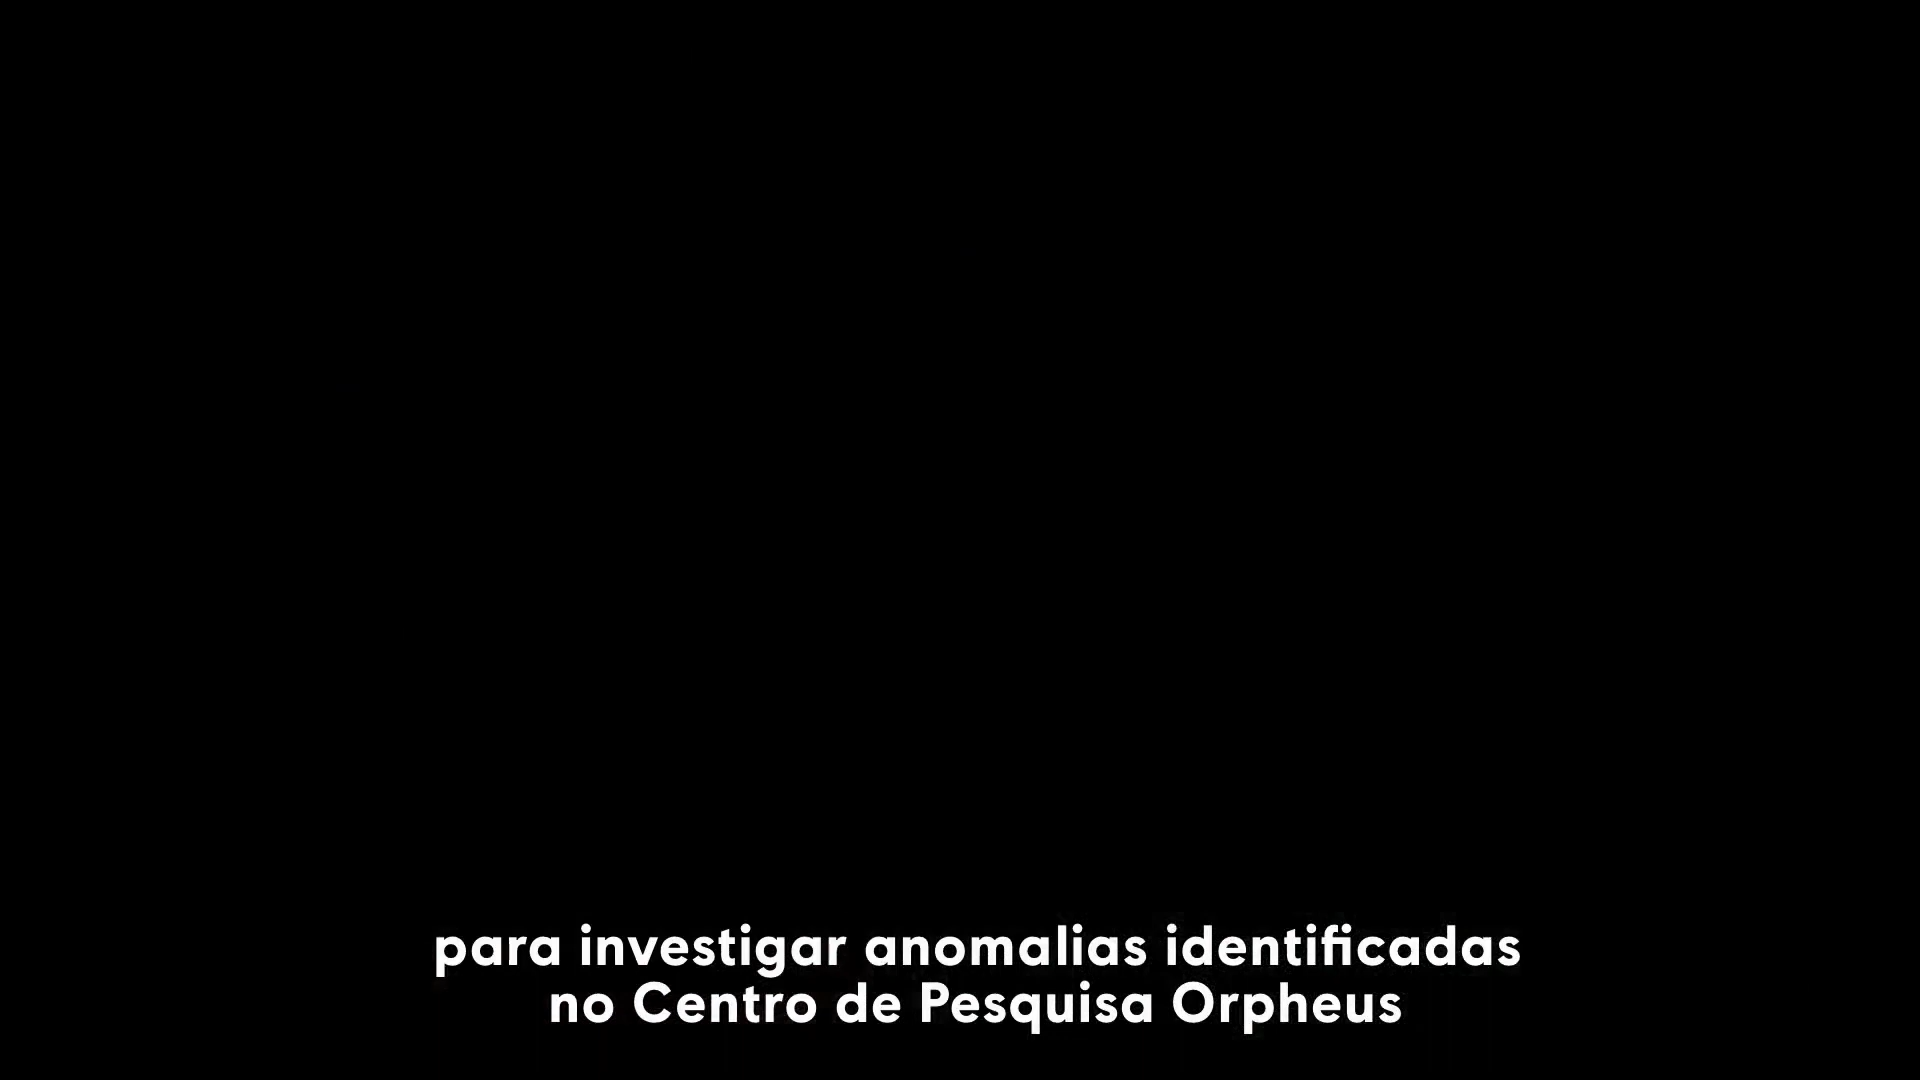 para investigar anomalias identificadas
no Centro de Pesquisa Orpheus